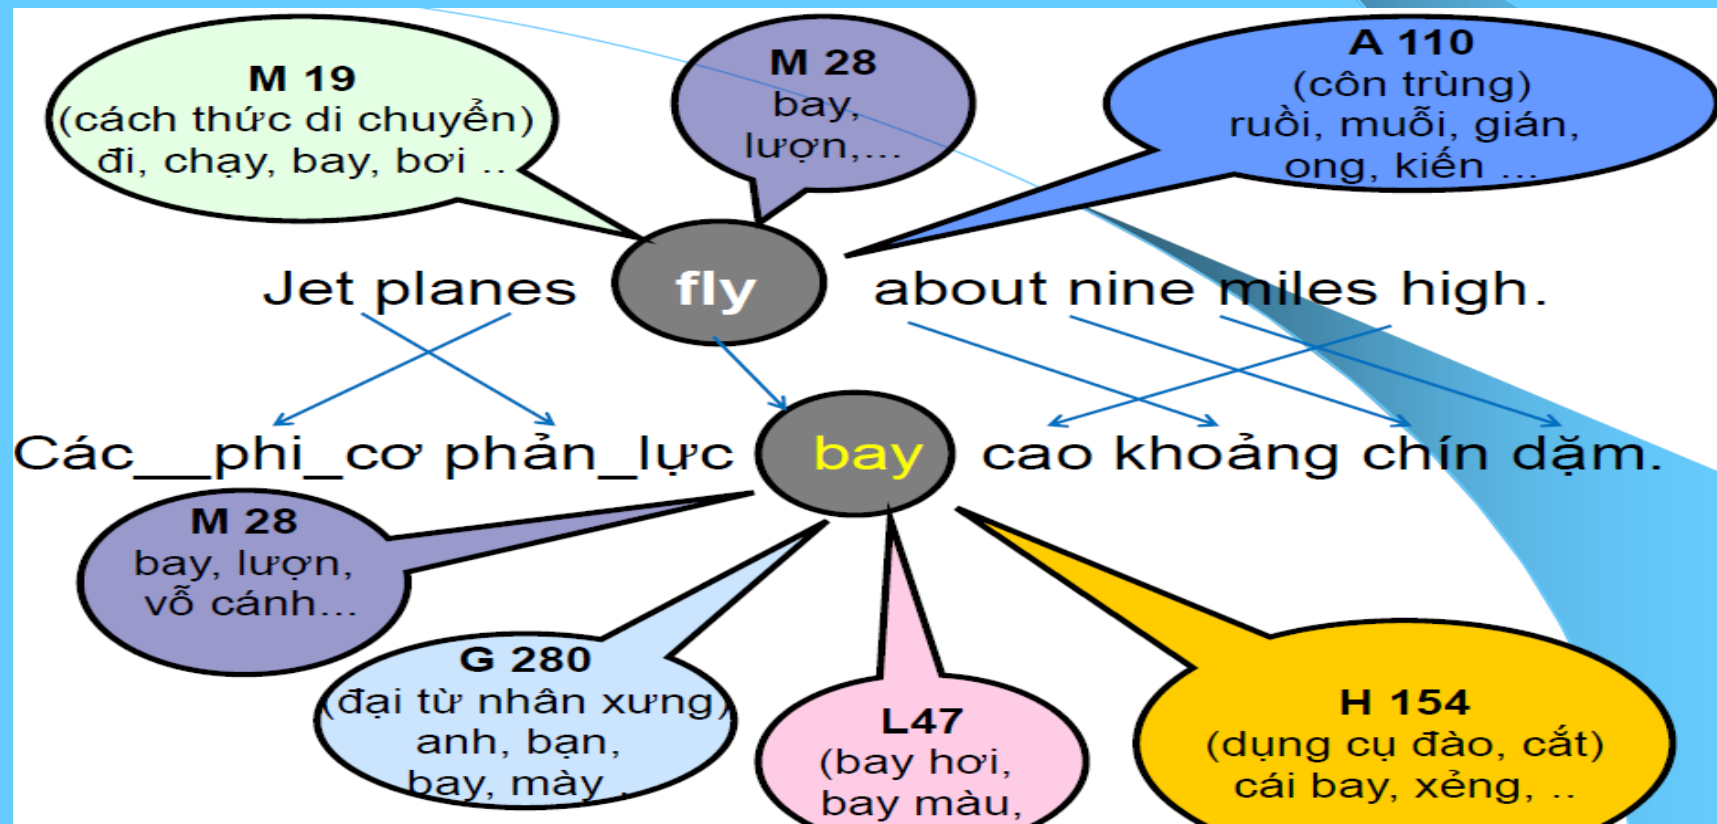 M 19
(cách thức di chuyển)
đi, chạy, bay, bơi ..
M 28
bay,
lượn,...
A 110
(côn trùng)
ruồi, muỗi, gián,
ong, kiến ...
Jet planes fly about nine miles high.
Các__phi_cơ phản_lực bay cao khoảng chín dặm.
M 28
bay, lượn,
vỗ cánh...
G 280
(đại từ nhân xưng)
anh, bạn,
bay, mày .
L47
(bay hơi,
bay màu,
H 154
(dụng cụ đào, cắt)
cái bay, xẻng, ..